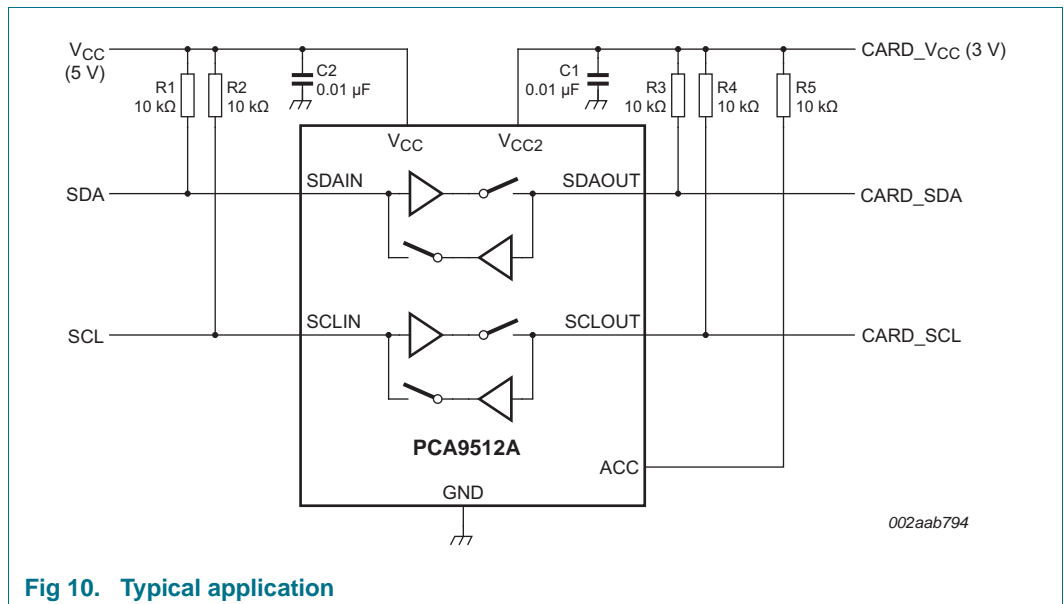 VCC
(5 V)
R1
10 kΩ
R2
10 kΩ
C2
0.01 μF
C1
0.01 μF
R3
10 kΩ
R4
10 kΩ
R5
10 kΩ
CARD_VCC (3 V)
VCC
VCC2
SDA
SDAIN
SDAOUT
CARD_SDA
SCL
SCLIN
SCLOUT
CARD_SCL
PCA9512A
ACC
GND
002aab794
Fig 10. Typical application